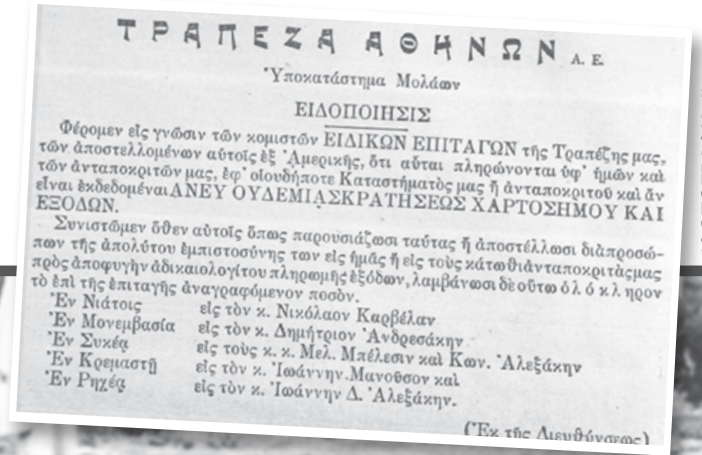 ΤΡΑΠΕΖΑ ΑΘΗΝΩΝ Α. Ε.
Ὑποκατάστημα Μολάων
ΕΙΔΟΠΟΙΗΣΙΣ
Φέρομεν εἰς γνῶσιν τῶν κομιστῶν ΕΙΔΙΚΩΝ ΕΠΙΤΑΓΩΝ τῆς Τραπέζης μας,
τῶν ἀποστελλομένων αὐτοῖς ἐξ Ἀμερικῆς, ὅτι αὗται πληρώνονται ὑφ' ἡμῶν καὶ
τῶν ἀνταποκριτῶν μας, ἐφ' οἱουδήποτε Καταστήματός μας ἢ ἀνταποκριτοῦ καὶ ἂν
εἶναι ἐκδεδομέναι ΑΝΕΥ ΟΥΔΕΜΙΑΣ ΚΡΑΤΗΣΕΩΣ ΧΑΡΤΟΣΗΜΟΥ ΚΑΙ
ΕΞΟΔΩΝ.
Συνιστῶμεν ὅθεν αὐτοῖς ὅπως παρουσιάζωσι ταύτας ἢ ἀποστέλλωσι διὰ προσώ-
πων τῆς ἀπολύτου ἐμπιστοσύνης των εἰς ἡμᾶς ἢ εἰς τοὺς κάτωθι ἀνταποκριτάς μας
πρὸς ἀποφυγὴν ἀδικαιολογίτου πληρωμῆς ἐξόδων, λαμβάνωσι δὲ οὕτω ὁλόκληρον
τὸ ἐπὶ τῆς ἐπιταγῆς ἀναγραφόμενον ποσόν.
Ἐν Νιάτοις εἰς τὸν κ. Νικόλαον Καρβέλαν
Ἐν Μονεμβασίᾳ εἰς τὸν κ. Δημήτριον Ἀνδρεσάκην
Ἐν Συκέᾳ εἰς τοὺς κ. κ. Μελ. Μπέλεσιν καὶ Κων. Ἀλεξάκην
Ἐν Κρεμαστῇ εἰς τὸν κ. Ἰωάννην Μανοῦσον καὶ
Ἐν Ρηχέᾳ εἰς τὸν κ. Ἰωάννην Δ. Ἀλεξάκην.
(Ἐκ τῆς Διευθύνσεως)